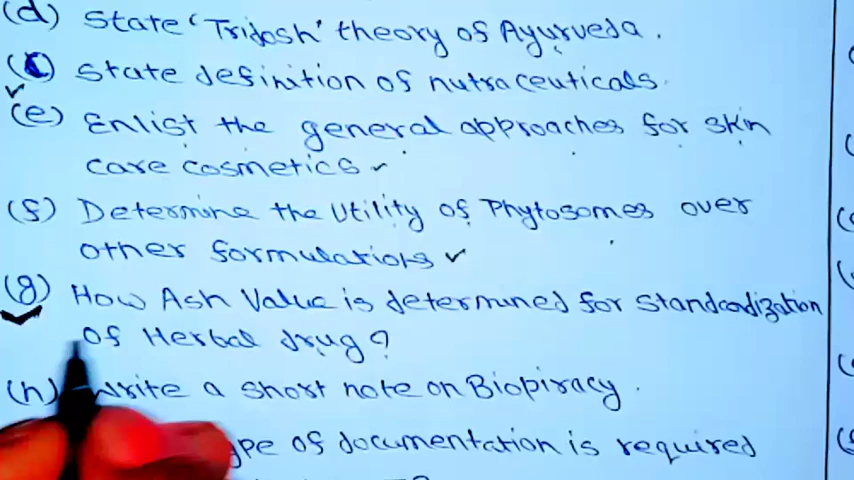 (d) State 'Tridosh' theory of Ayurveda.
State definition of nutraceuticals.
(e) Enlist the general approaches for skin
care cosmetics
(f) Determine the Utility of Phytosomes over
other formulations
(g) How Ash Value is determined for Standardization
of Herbal drug?
(h) Write a short note on Biopiracy.
of documentation is required